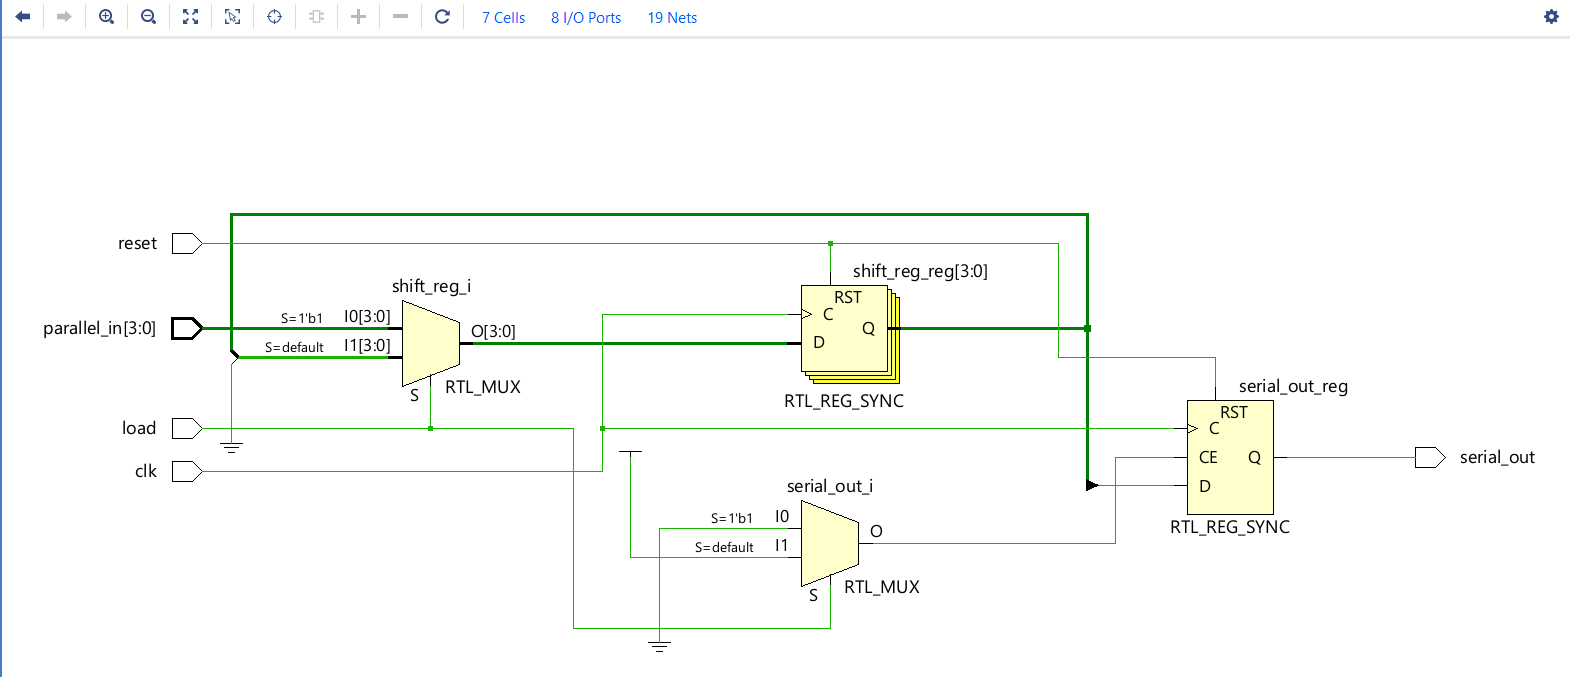 7 Cells 8 I/O Ports 19 Nets
reset
shift_reg_reg[3:0]
shift_reg_i
RST
parallel_in[3:0]
S=1'b1 I0[3:0]
C
Q
O[3:0]
S=default I1[3:0]
D
S
RTL_MUX
RTL_REG_SYNC
serial_out_reg
RST
load
C
clk
CE Q
serial_out
serial_out_i
D
S=1'b1 I0
RTL_REG_SYNC
O
S=default I1
S
RTL_MUX